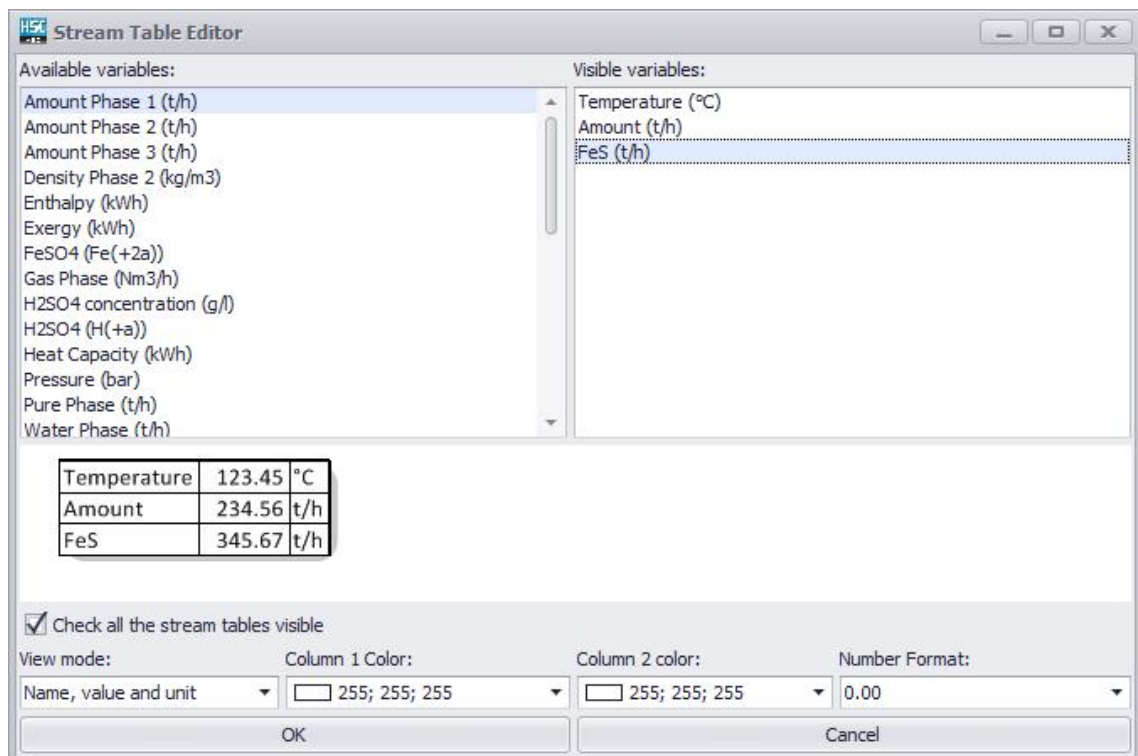 HSC Stream Table Editor
Available variables:
Amount Phase 1 (t/h)
Amount Phase 2 (t/h)
Amount Phase 3 (t/h)
Density Phase 2 (kg/m3)
Enthalpy (kWh)
Exergy (kWh)
FeSO4 (Fe(+2a))
Gas Phase (Nm3/h)
H2SO4 concentration (g/l)
H2SO4 (H(+a))
Heat Capacity (kWh)
Pressure (bar)
Pure Phase (t/h)
Water Phase (t/h)
Visible variables:
Temperature (°C)
Amount (t/h)
FeS (t/h)
Temperature 123.45 °C
Amount 234.56 t/h
FeS 345.67 t/h
Check all the stream tables visible
View mode: Column 1 Color: Column 2 color: Number Format:
Name, value and unit 255; 255; 255 255; 255; 255 0.00
OK Cancel